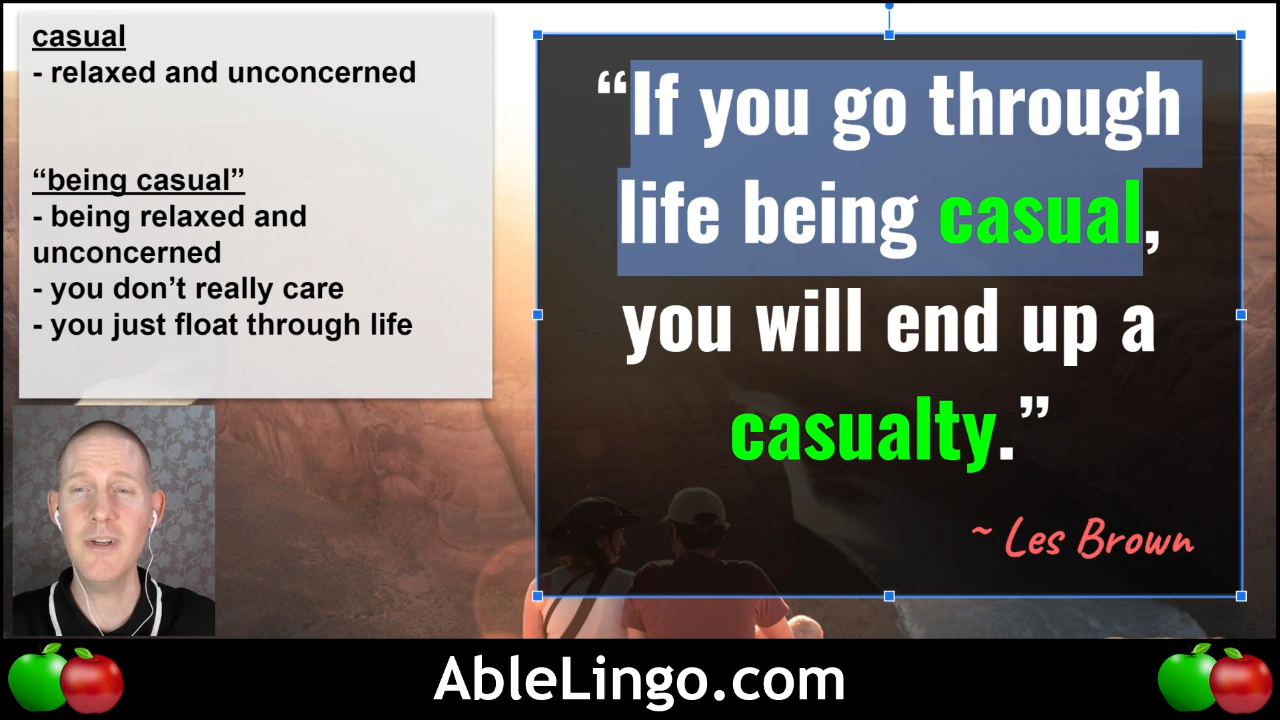 casual
- relaxed and unconcerned
“being casual”
- being relaxed and
unconcerned
- you don’t really care
- you just float through life
“If you go through
life being casual,
you will end up a
casualty.”
~ Les Brown
AbleLingo.com